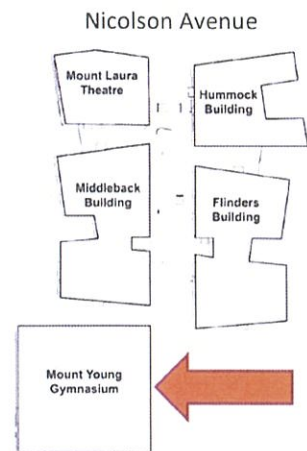 Nicolson Avenue
Mount Laura
Theatre
Hummock
Building
Middleback
Building
Flinders
Building
Mount Young
Gymnasium